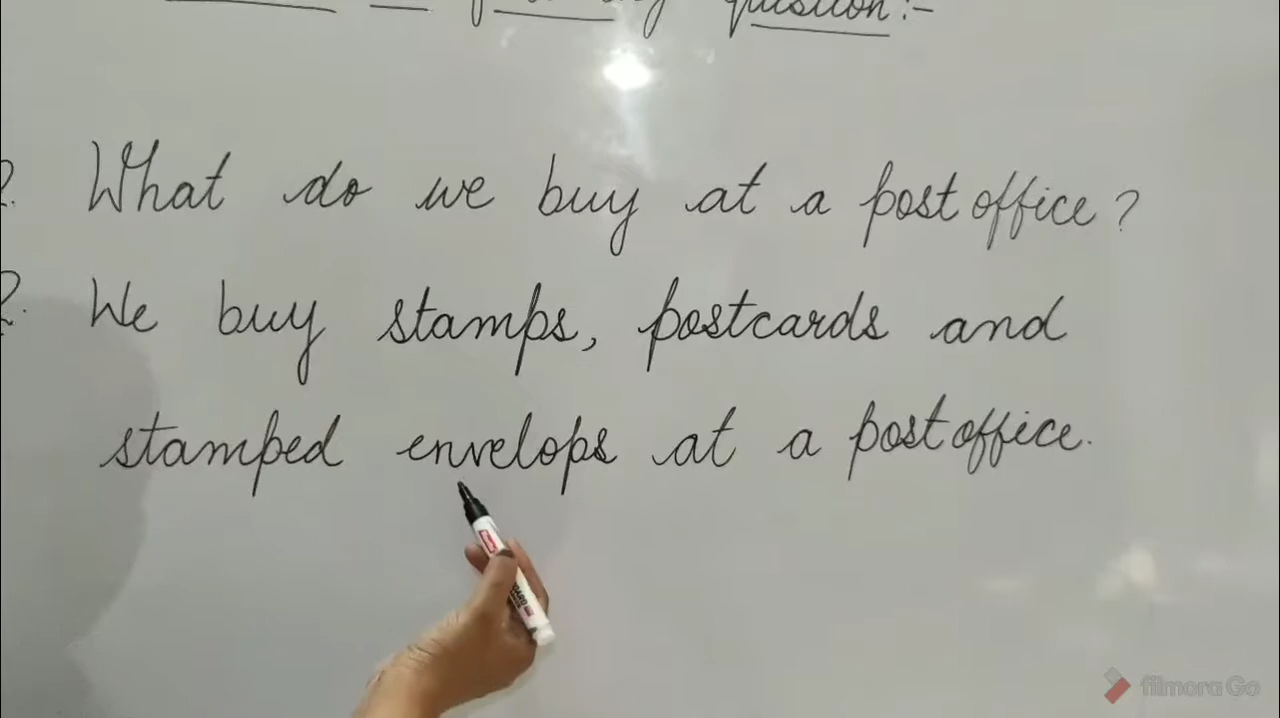 question:-
What do we buy at a post office?
We buy stamps, postcards and
stamped envelops at a post office.
filmora Go